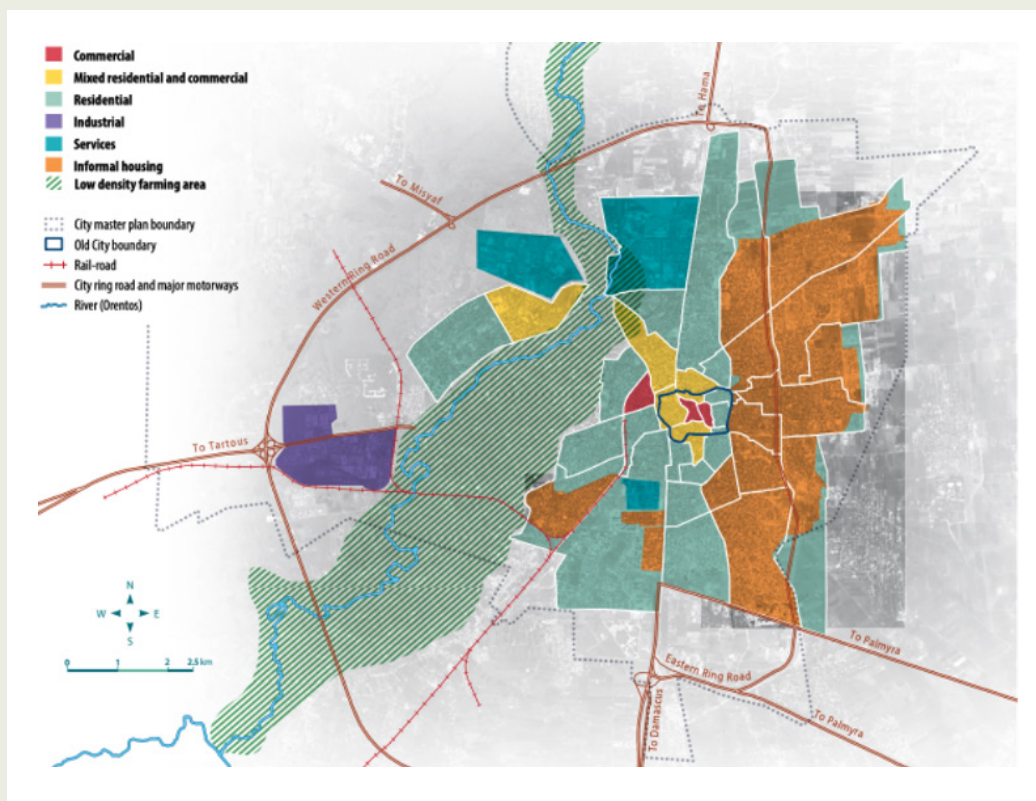 Commercial
Mixed residential and commercial
Residential
Industrial
Services
Informal housing
Low density farming area
City master plan boundary
Old City boundary
Rail-road
City ring road and major motorways
River (Orentos)
To Hama
To Misyaf
Western Ring Road
To Tartous
N
W E
S
0 1 2 2.5 km
To Palmyra
Eastern Ring Road
To Damascus
To Palmyra